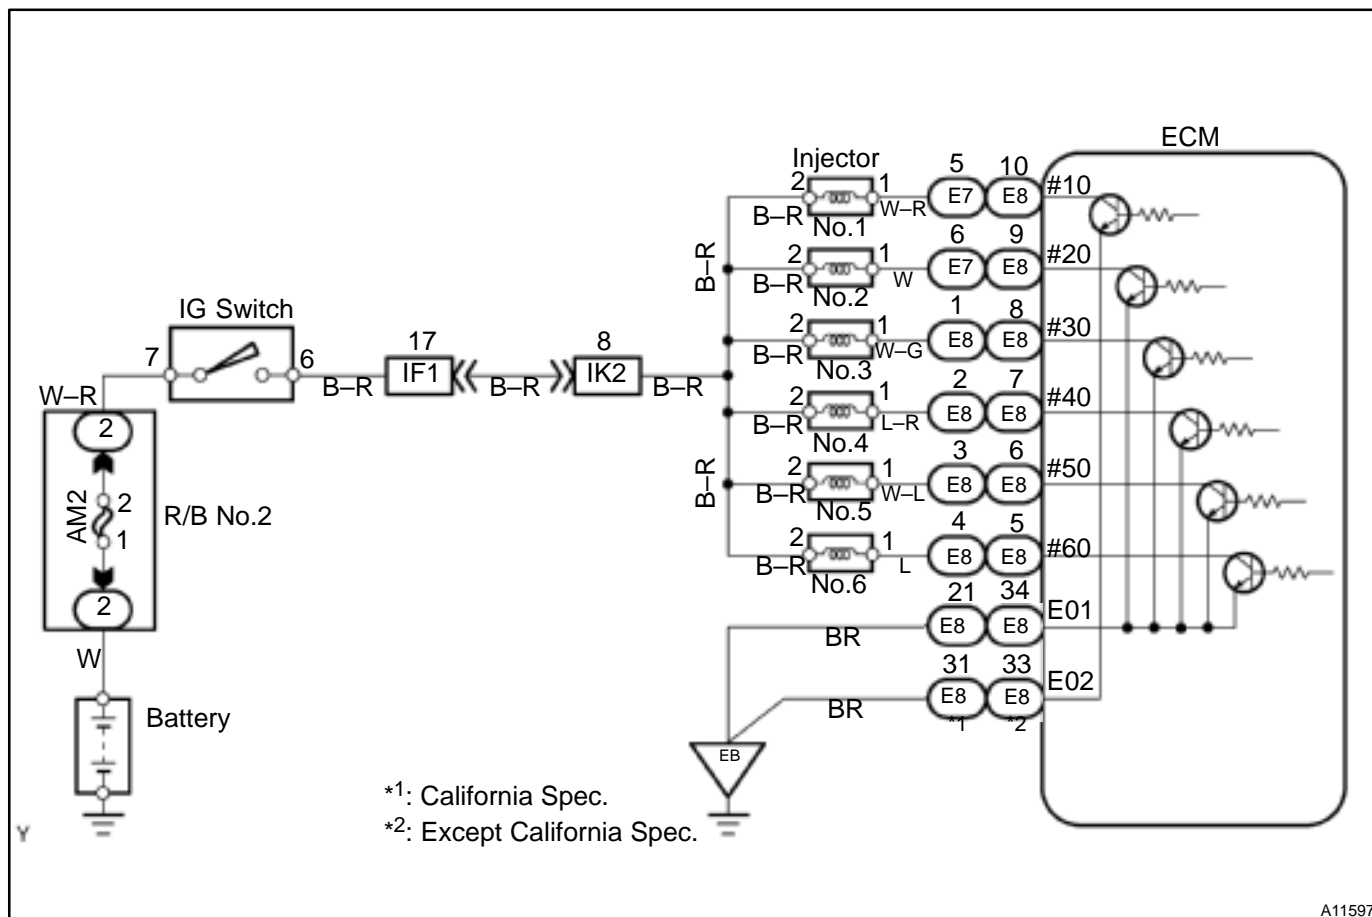 ECM
Injector
5 10
2 1 E7 E8 #10
B–R W–R
No.1
6 9
2 1 E7 E8 #20
B–R W
No.2
B–R
1 8
2 1 E8 E8 #30
B–R W–G
No.3
2 7
2 1 E8 E8 #40
B–R L–R
No.4
3 6
2 1 E8 E8 #50
B–R W–L
No.5
B–R
4 5
2 1 E8 E8 #60
B–R L
No.6
21 34
BR E8 E8 E01
31 33
BR E8 E8 E02
*1 *2
EB
IG Switch
7 6
17 8
B–R IF1 B–R IK2 B–R
W–R
2
AM2
2
1
R/B No.2
2
W
Battery
*1: California Spec.
*2: Except California Spec.
Y
A11597